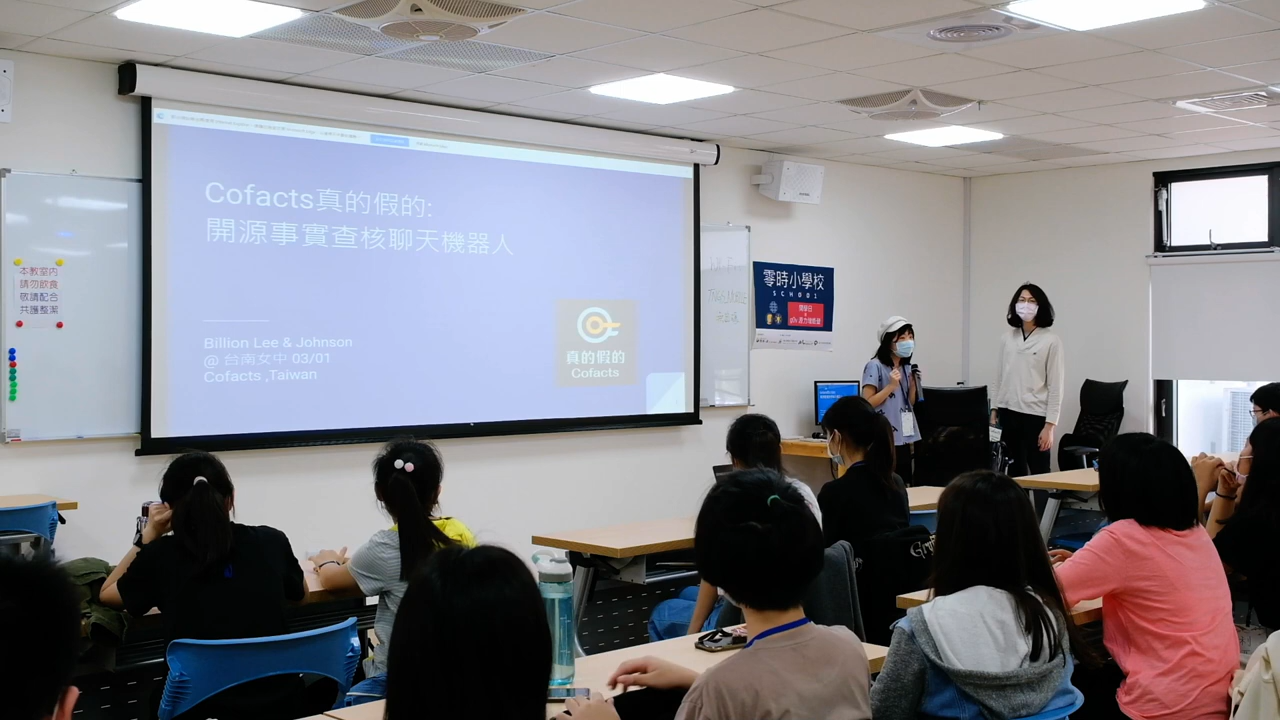 Cofacts真的假的:
開源事實查核聊天機器人
Billion Lee & Johnson
@ 台南女中 03/01
Cofacts ,Taiwan
真的假的
Cofacts
本教室內
請勿飲食
敬請配合
共護整潔
零時小學校
SCH001